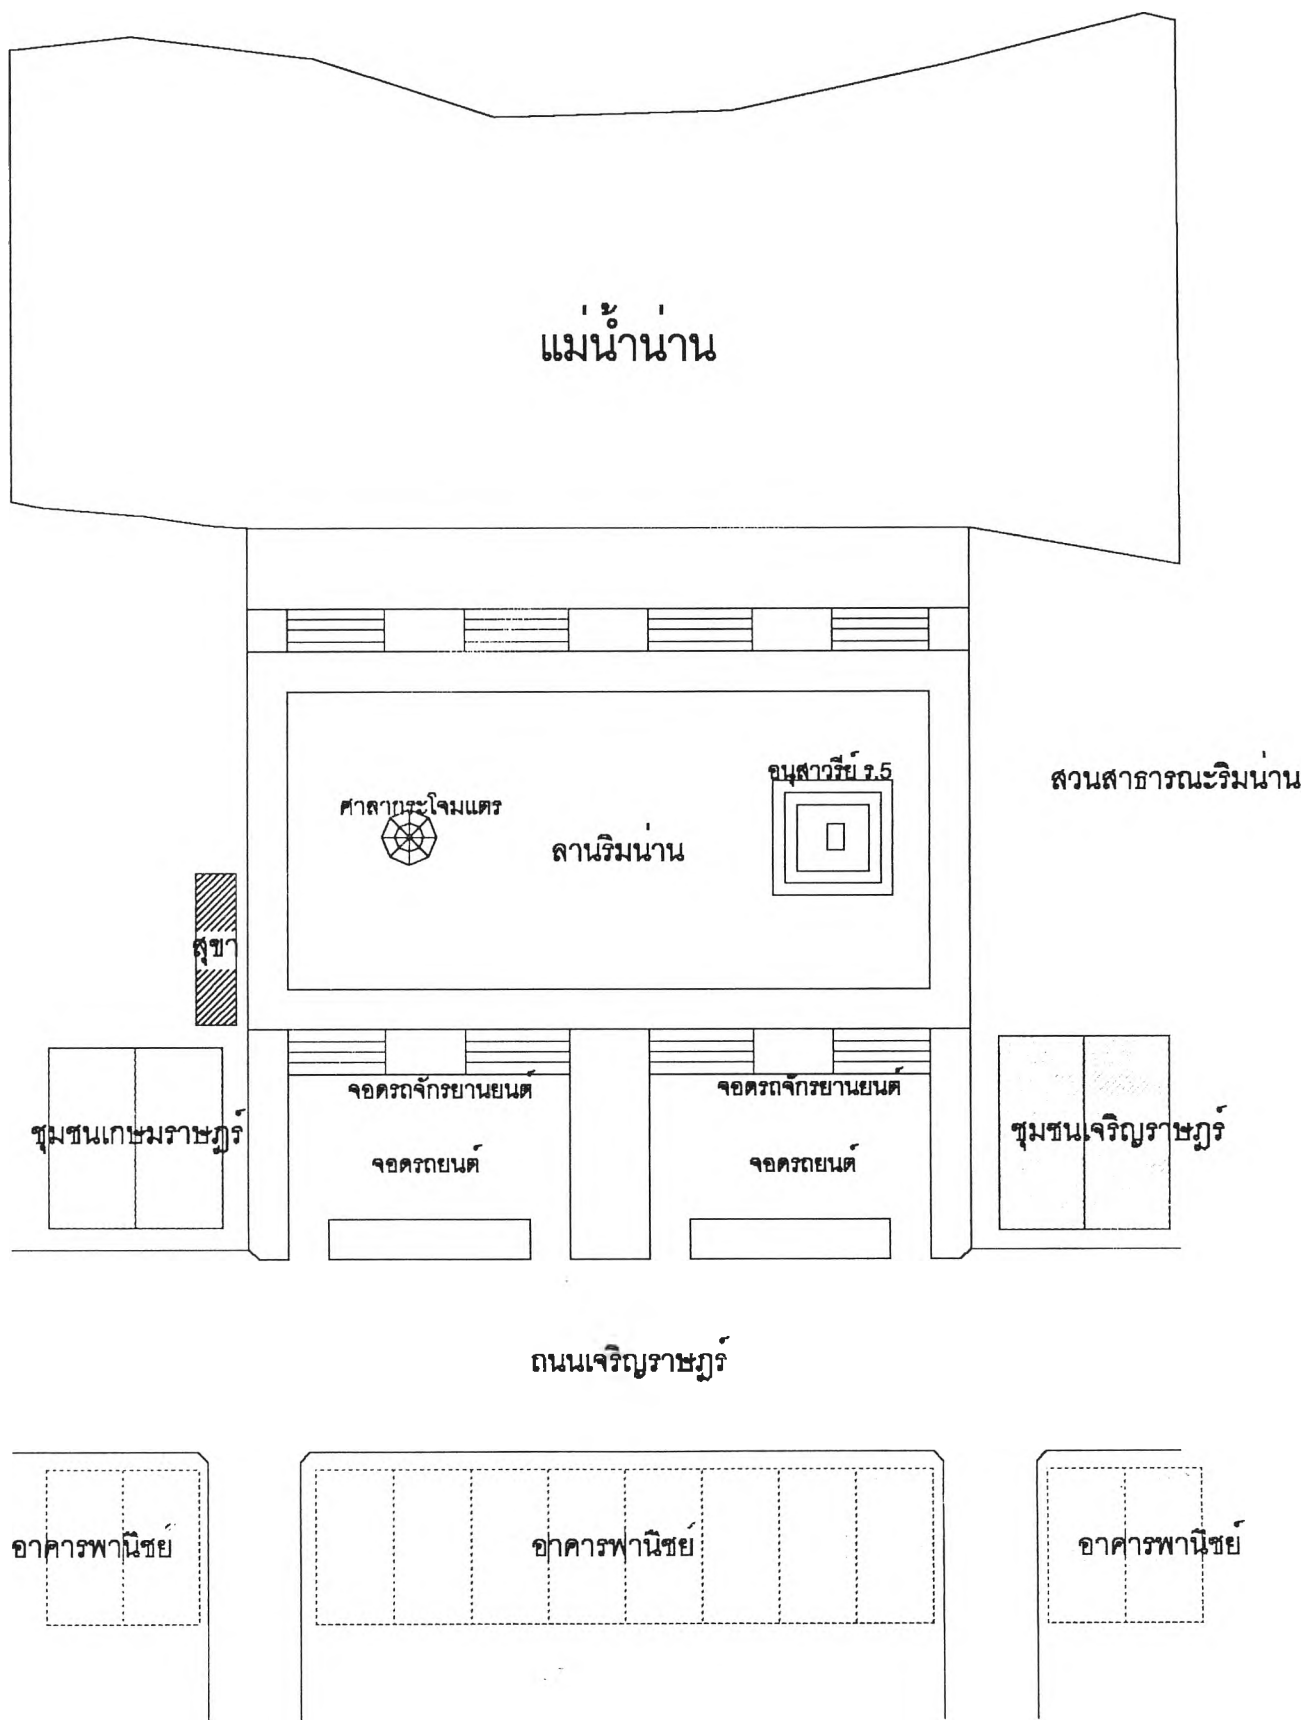 แม่น้ำน่าน
อนุสาวรีย์ ร.5
สวนสาธารณะริมน่าน
ศาลากระโจมแตร
ลานริมน่าน
สุขา
จอดรถจักรยานยนต์
จอดรถจักรยานยนต์
ชุมชนเกษมราษฎร์
ชุมชนเจริญราษฎร์
จอดรถยนต์
จอดรถยนต์
ถนนเจริญราษฎร์
อาคารพานิชย์
อาคารพานิชย์
อาคารพานิชย์